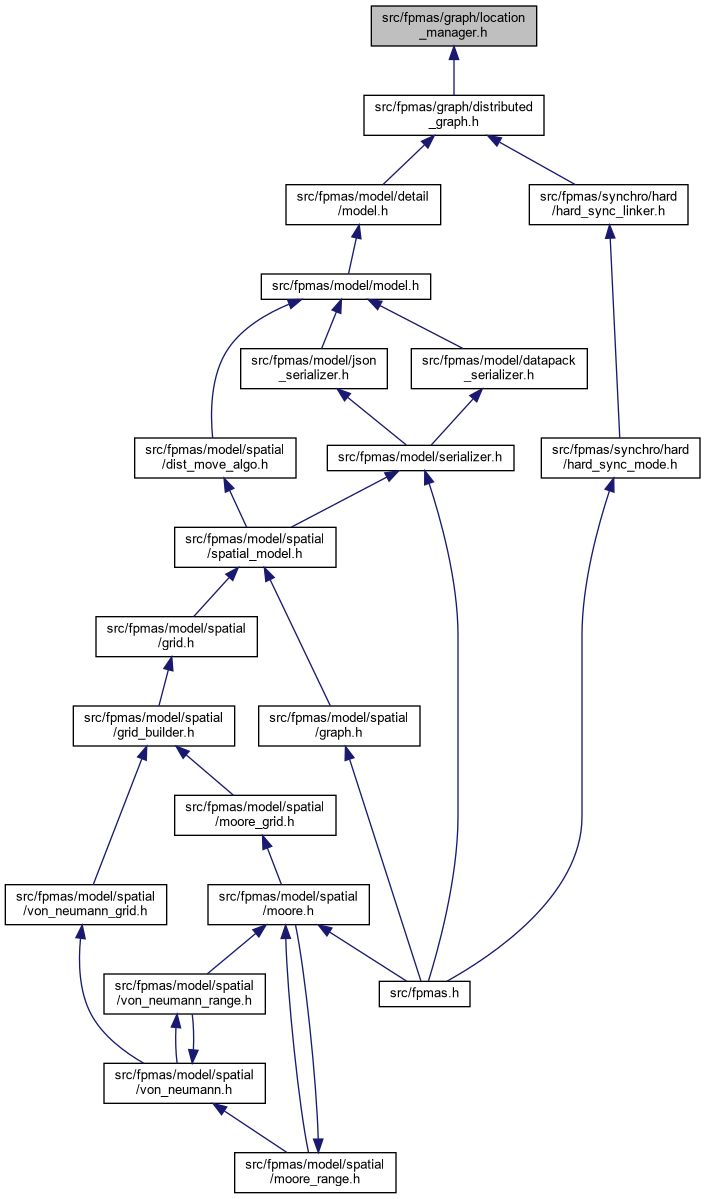 src/fpmas/graph/location
_manager.h
src/fpmas/graph/distributed
_graph.h
src/fpmas/model/detail
/model.h
src/fpmas/synchro/hard
/hard_sync_linker.h
src/fpmas/model/model.h
src/fpmas/model/json
_serializer.h
src/fpmas/model/datapack
_serializer.h
src/fpmas/model/spatial
/dist_move_algo.h
src/fpmas/model/serializer.h
src/fpmas/synchro/hard
/hard_sync_mode.h
src/fpmas/model/spatial
/spatial_model.h
src/fpmas/model/spatial
/grid.h
src/fpmas/model/spatial
/grid_builder.h
src/fpmas/model/spatial
/graph.h
src/fpmas/model/spatial
/moore_grid.h
src/fpmas/model/spatial
/von_neumann_grid.h
src/fpmas/model/spatial
/moore.h
src/fpmas/model/spatial
/von_neumann_range.h
src/fpmas.h
src/fpmas/model/spatial
/von_neumann.h
src/fpmas/model/spatial
/moore_range.h